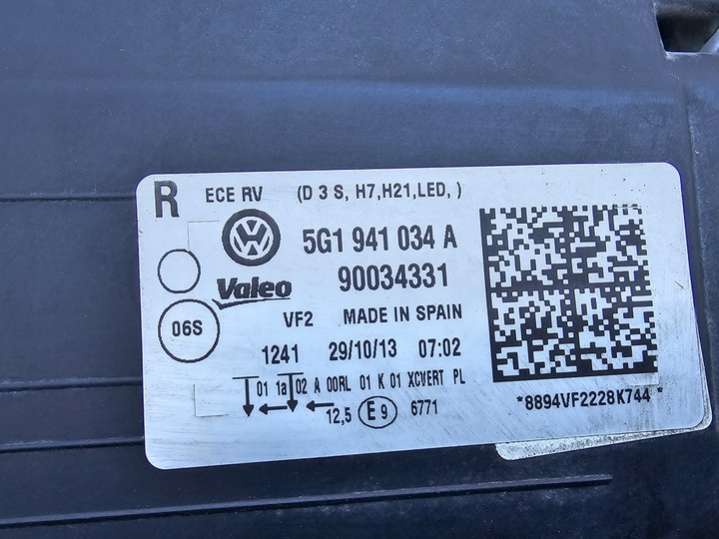 R ECE RV (D 3 S, H7,H21,LED, )
5G1 941 034 A
Valeo 90034331
06S VF2 MADE IN SPAIN
1241 29/10/13 07:02
01 1a 02 A 00RL 01 K 01 XCVERT PL
12,5 E9 6771
*8894VF2228K744*